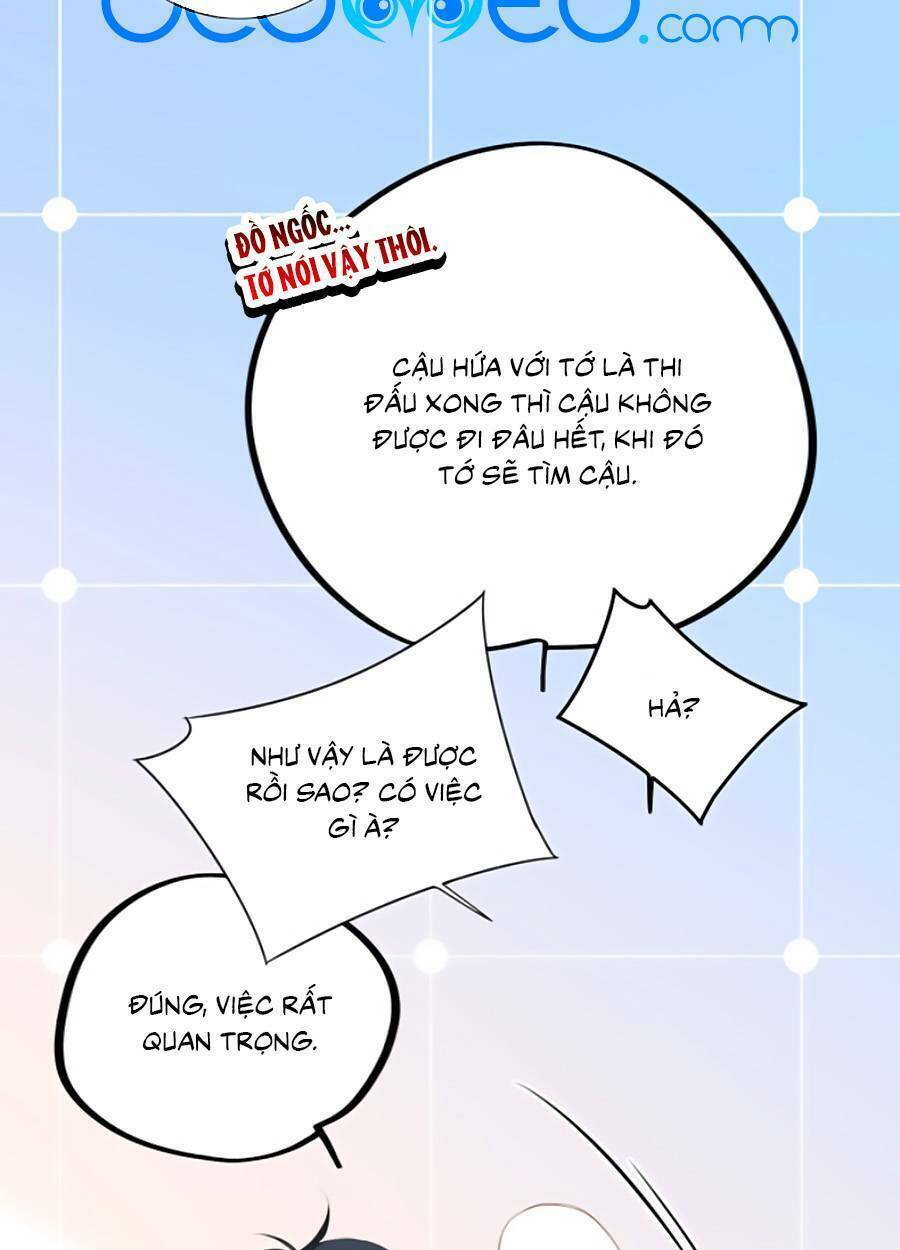 ĐỒ NGỐC...
TỚ NÓI VẬY THÔI.
CẬU HỨA VỚI TỚ LÀ THI
ĐẤU XONG THÌ CẬU KHÔNG
ĐƯỢC ĐI ĐÂU HẾT, KHI ĐÓ
TỚ SẼ TÌM CẬU.
HẢ?
NHƯ VẬY LÀ ĐƯỢC
RỒI SAO? CÓ VIỆC
GÌ À?
ĐÚNG, VIỆC RẤT
QUAN TRỌNG.